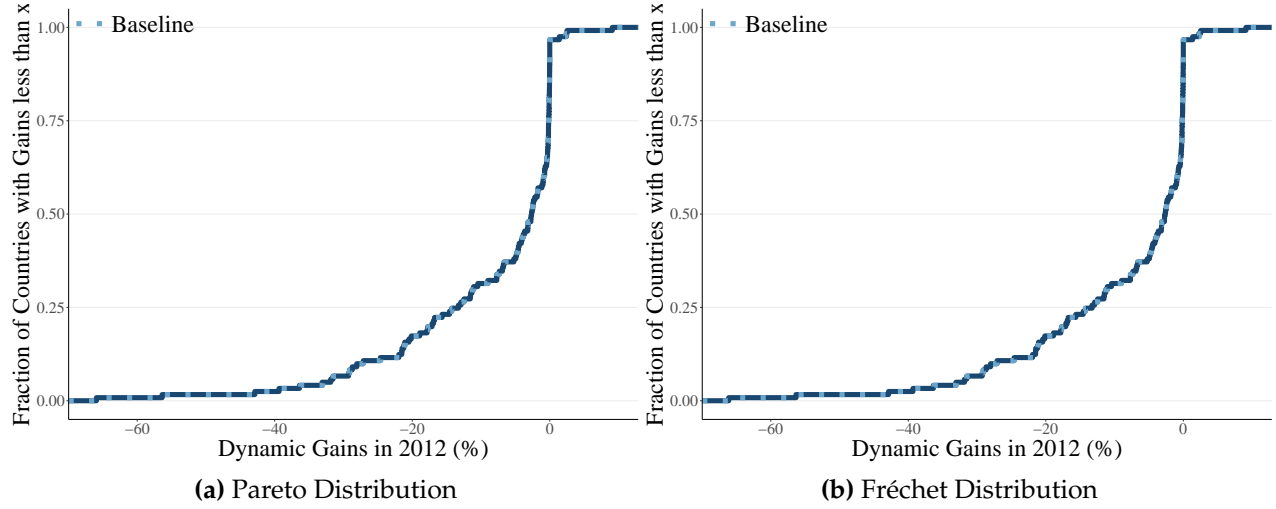 Fraction of Countries with Gains less than x
Baseline
1.00
0.75
0.50
0.25
0.00
−60
−40
−20
0
Dynamic Gains in 2012 (%)
(a) Pareto Distribution
Fraction of Countries with Gains less than x
Baseline
1.00
0.75
0.50
0.25
0.00
−60
−40
−20
0
Dynamic Gains in 2012 (%)
(b) Fréchet Distribution